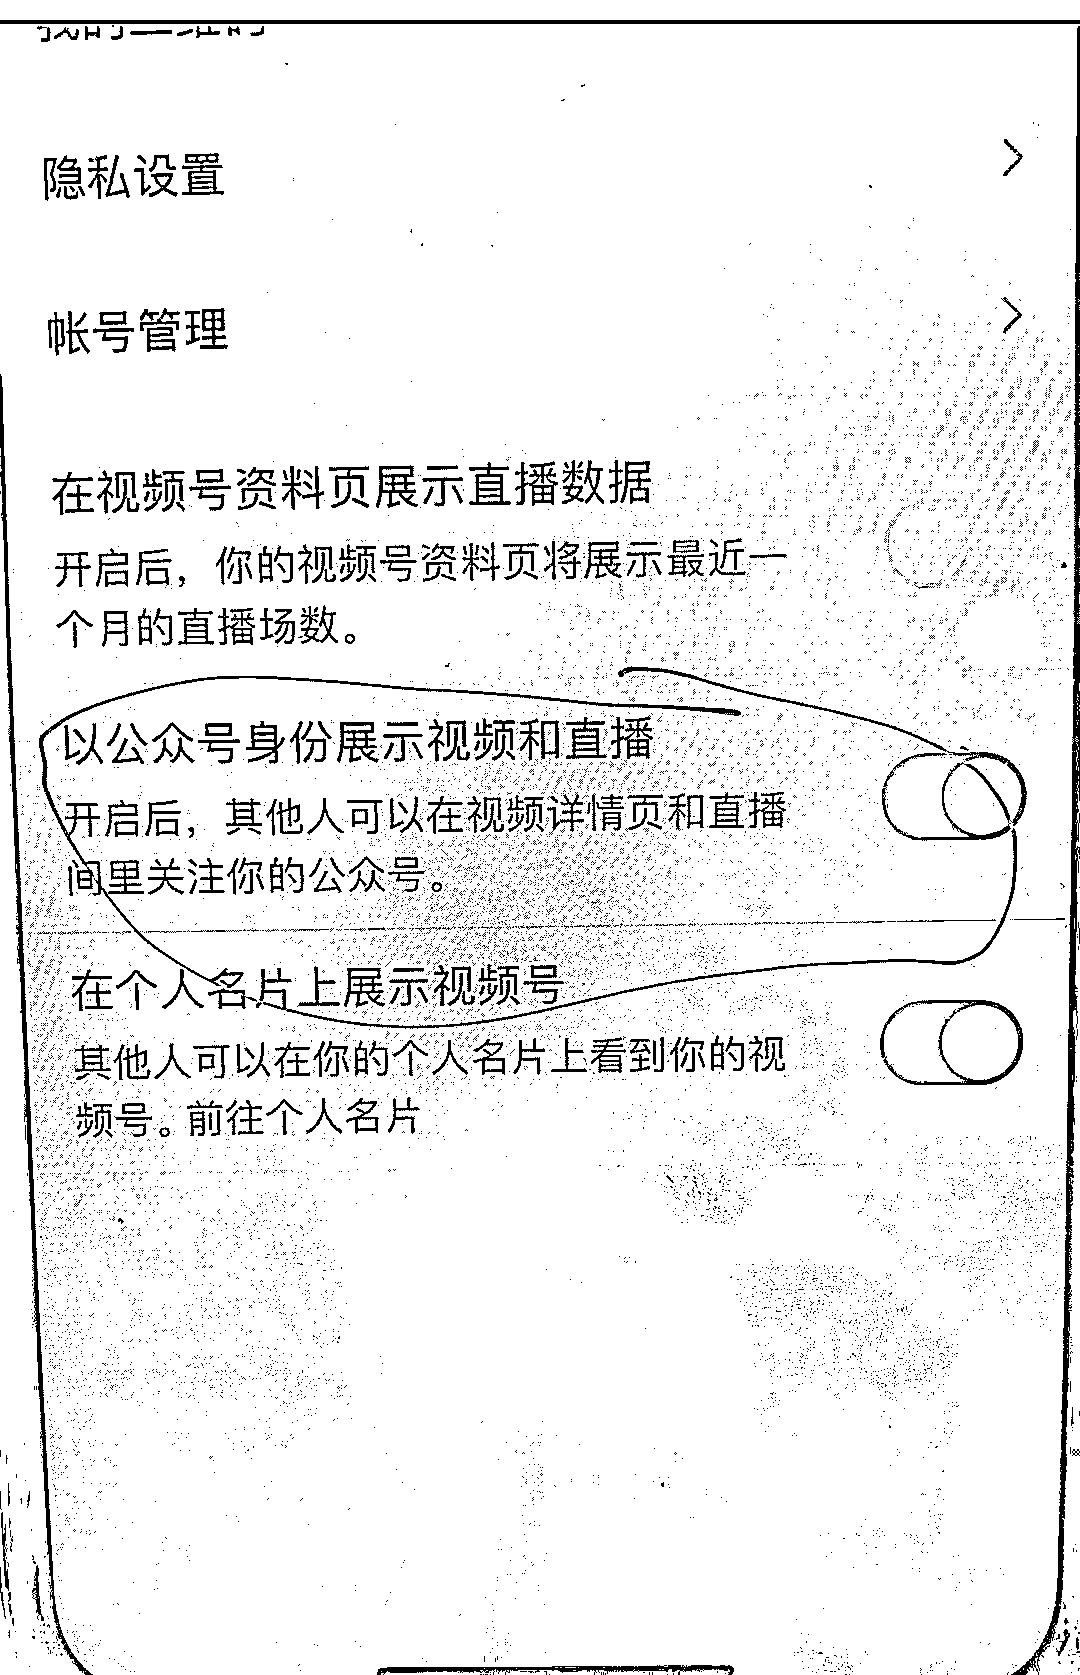 隐私设置
帐号管理
在视频号资料页展示直播数据
开启后，你的视频号资料页将展示最近一
个月的直播场数。
以公众号身份展示视频和直播
开启后，其他人可以在视频详情页和直播
间里关注你的公众号。
在个人名片上展示视频号
其他人可以在你的个人名片上看到你的视
频号。前往个人名片